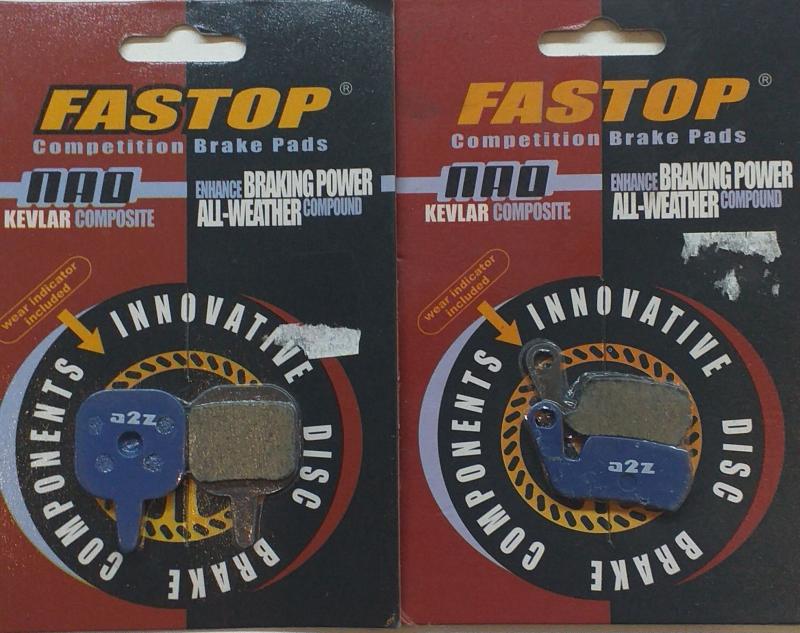 FASTOP®
Competition Brake Pads
NAO
KEVLAR COMPOSITE
ENHANCE BRAKING POWER
ALL-WEATHER COMPOUND
wear indicator
included
INNOVATIVE DISC BRAKE COMPONENTS
a2z
FASTOP®
Competition Brake Pads
NAO
KEVLAR COMPOSITE
ENHANCE BRAKING POWER
ALL-WEATHER COMPOUND
wear indicator
included
INNOVATIVE DISC BRAKE COMPONENTS
a2z